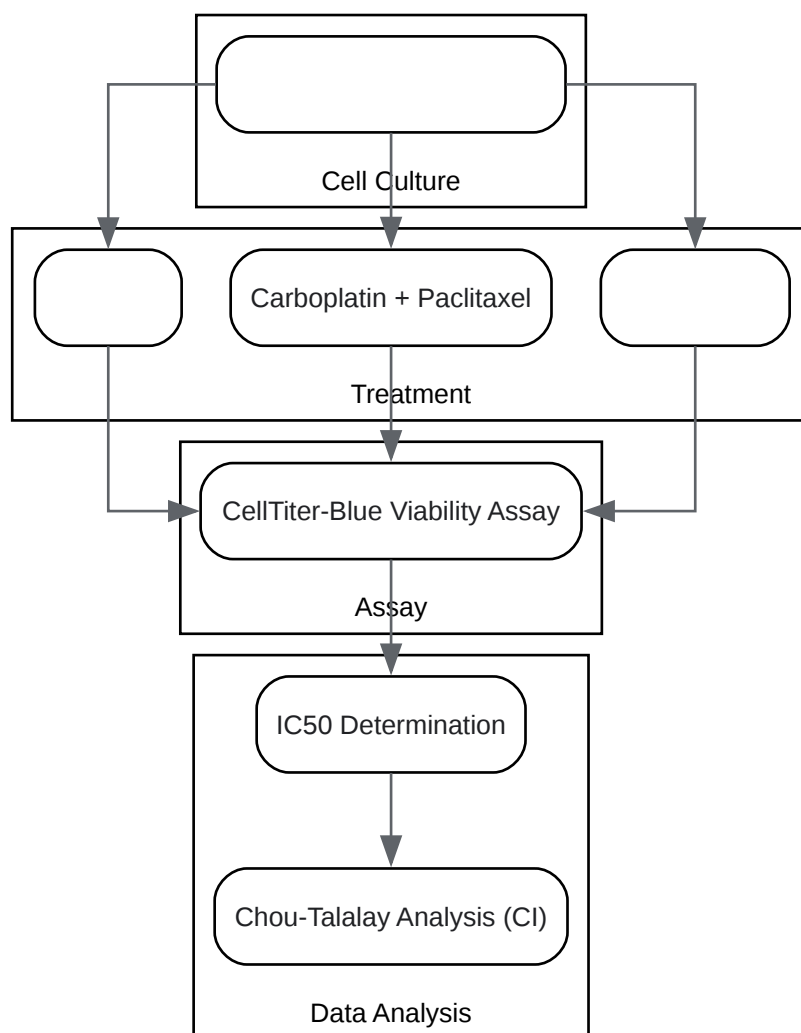 Cell Culture
Carboplatin + Paclitaxel
Treatment
CellTiter-Blue Viability Assay
Assay
IC50 Determination
Chou-Talalay Analysis (CI)
Data Analysis